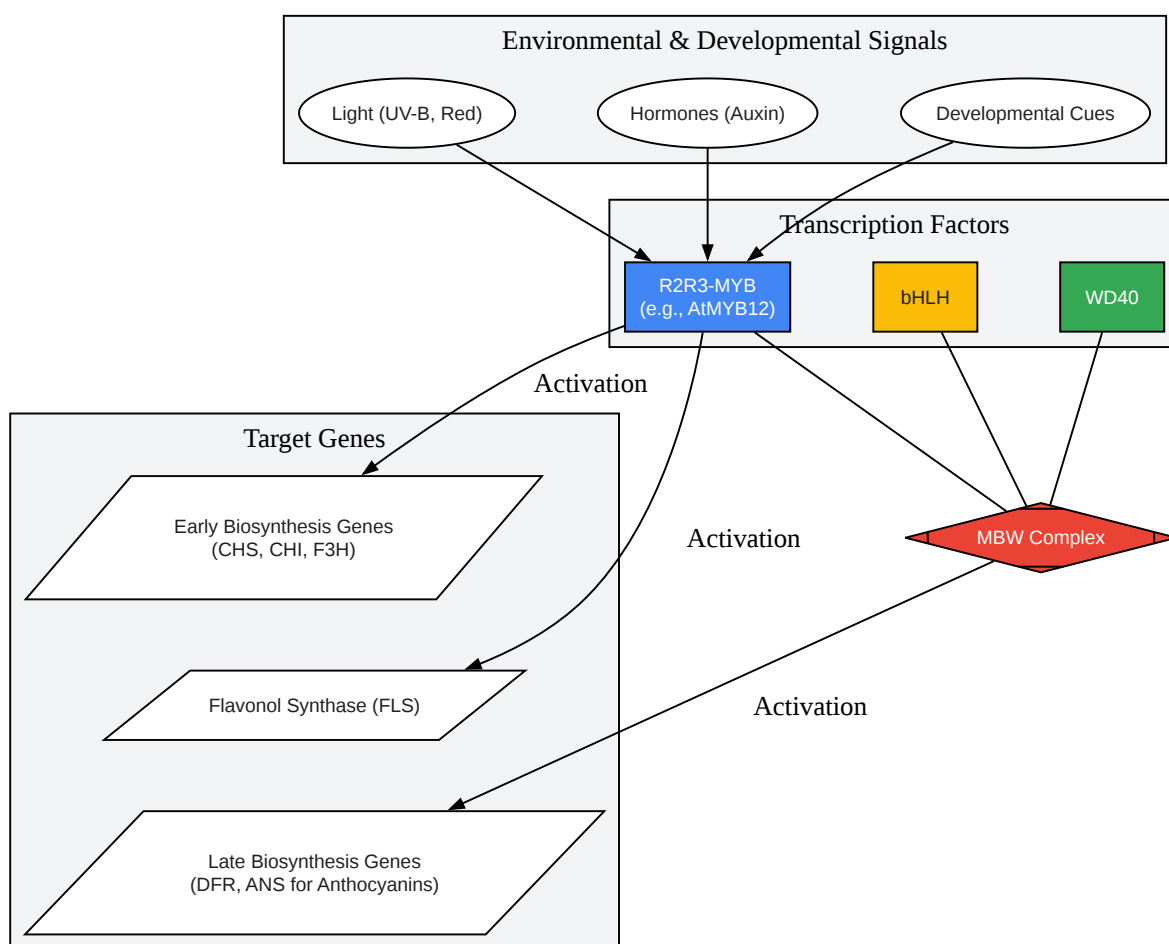 Environmental & Developmental Signals
Light (UV-B, Red)
Hormones (Auxin)
Developmental Cues
Transcription Factors
R2R3-MYB
(e.g., AtMYB12)
bHLH
WD40
Activation
Target Genes
Early Biosynthesis Genes
(CHS, CHI, F3H)
Activation
MBW Complex
Flavonol Synthase (FLS)
Activation
Late Biosynthesis Genes
(DFR, ANS for Anthocyanins)